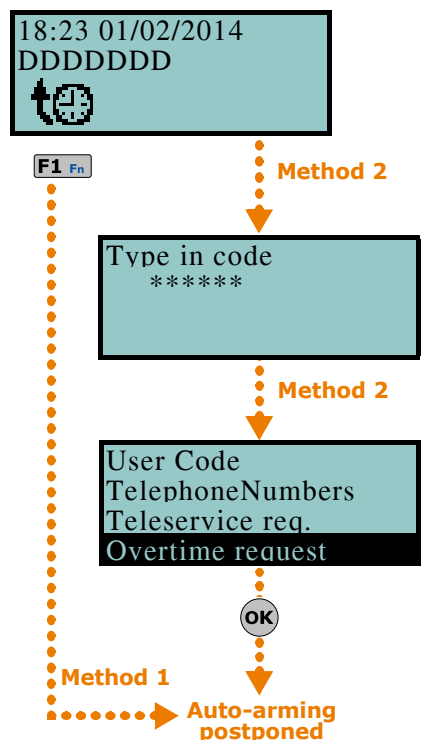 18:23 01/02/2014
DDDDDDD
F1 Fn
Method 2
Type in code
******
Method 2
User Code
TelephoneNumbers
Teleservice req.
Overtime request
OK
Method 1
Auto-arming
postponed